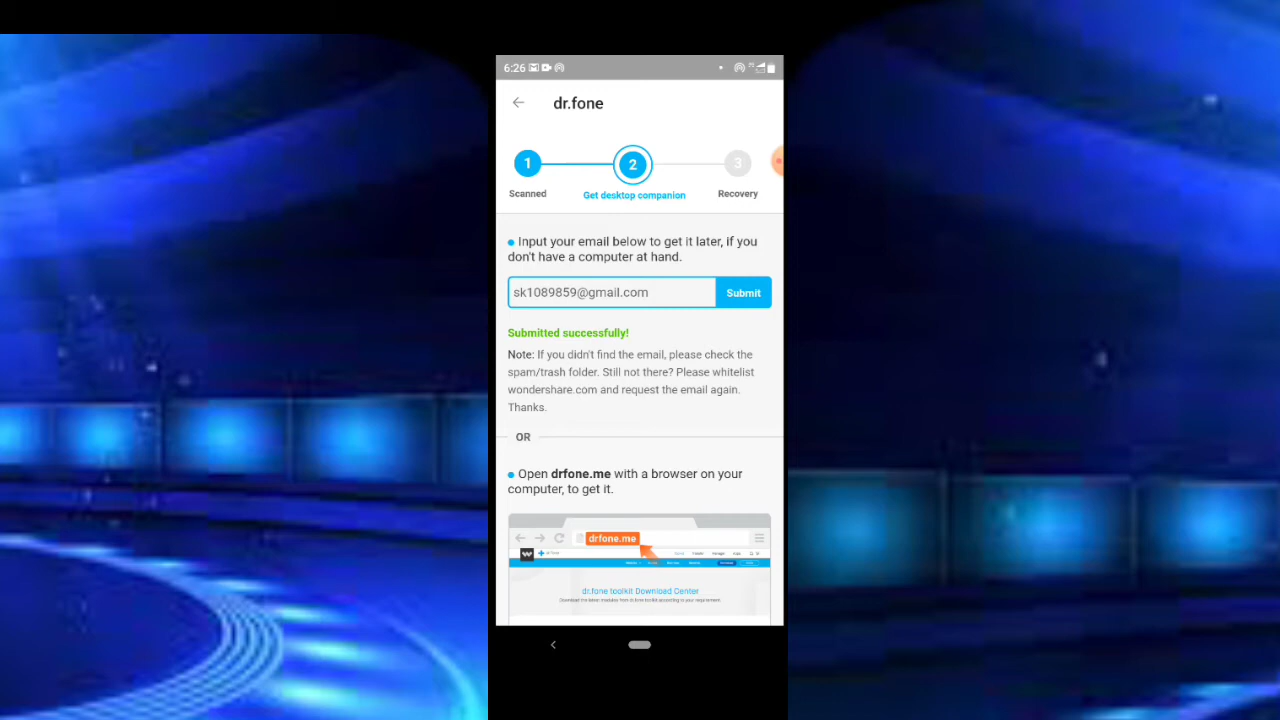 6:26
dr.fone
1
2
3
Scanned
Get desktop companion
Recovery
Input your email below to get it later, if you
don't have a computer at hand.
sk1089859@gmail.com
Submit
Submitted successfully!
Note: If you didn't find the email, please check the
spam/trash folder. Still not there? Please whitelist
wondershare.com and request the email again.
Thanks.
OR
Open drfone.me with a browser on your
computer, to get it.
drfone.me
dr.fone toolkit Download Center